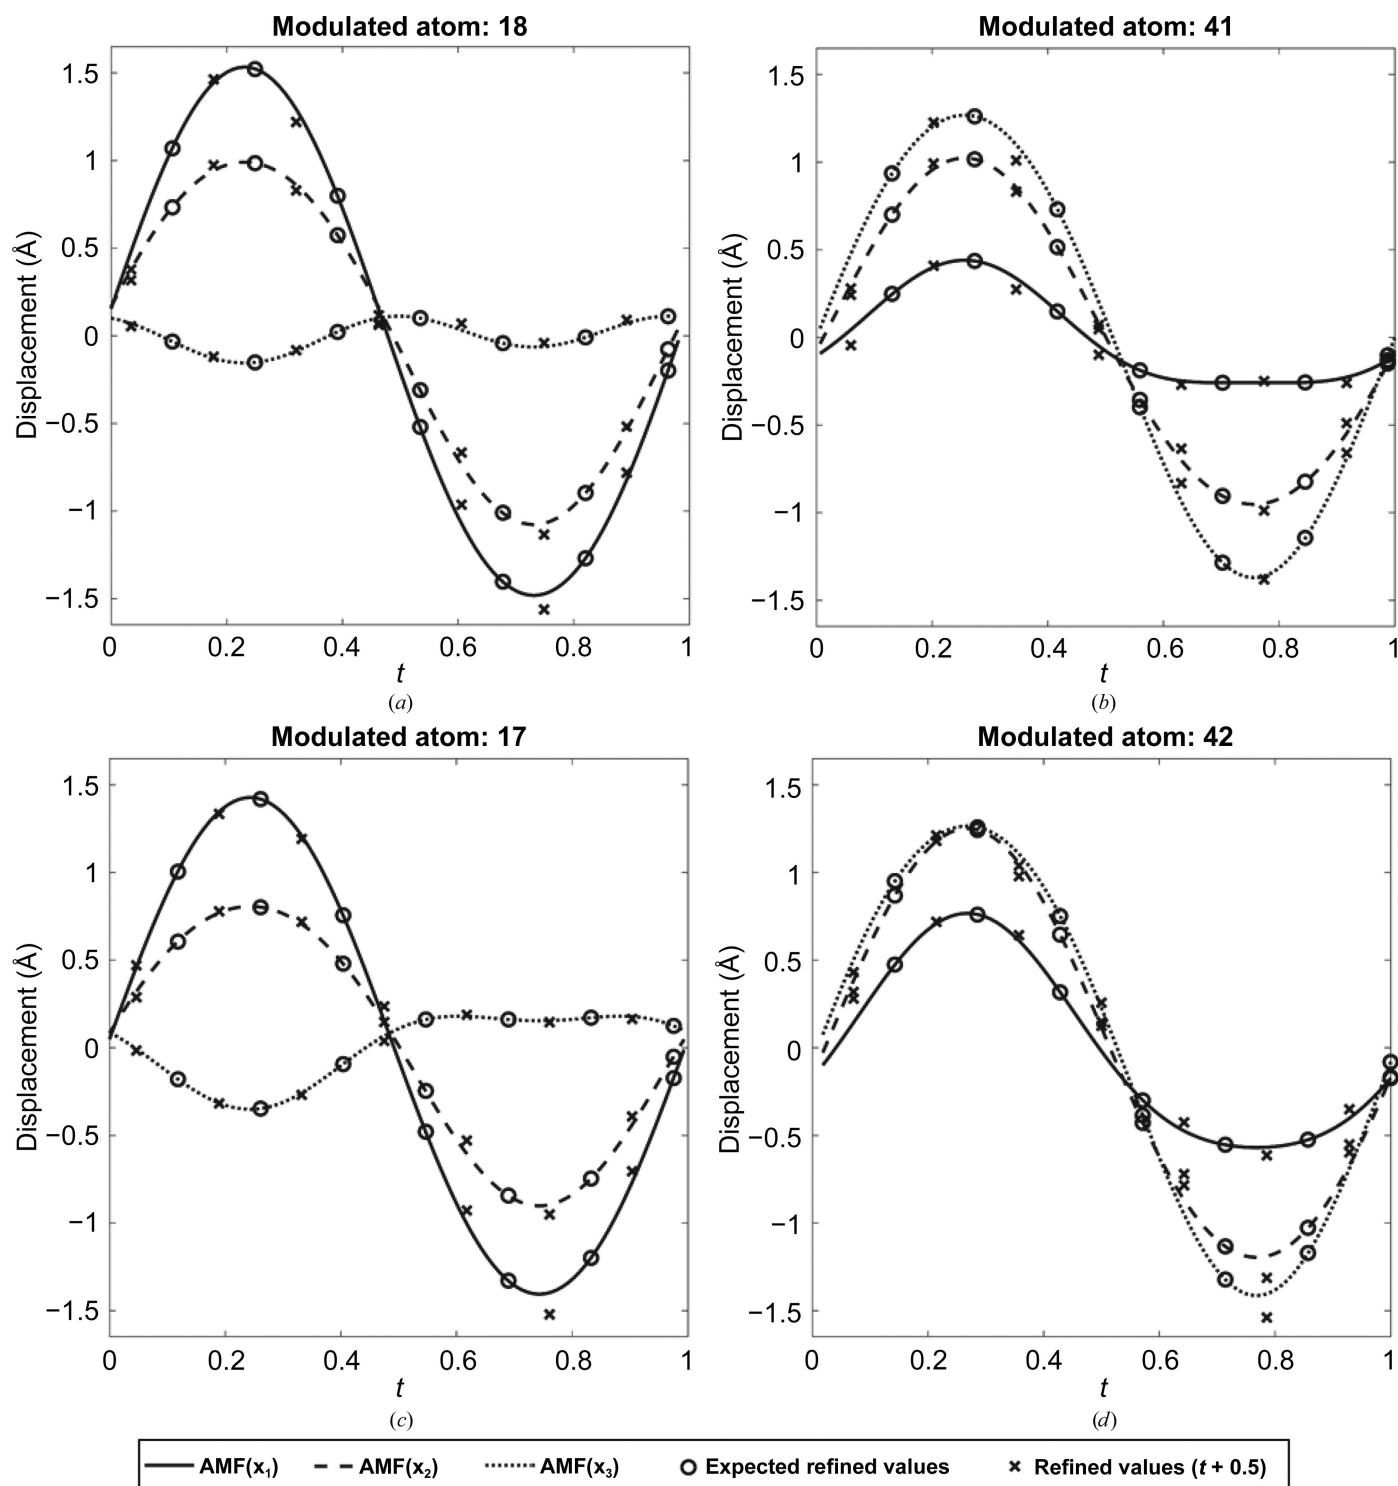 Modulated atom: 18
Displacement (Å)
1.5
1
0.5
0
−0.5
−1
−1.5
0 0.2 0.4 0.6 0.8 1
t
(a)
Modulated atom: 41
Displacement (Å)
1.5
1
0.5
0
−0.5
−1
−1.5
0 0.2 0.4 0.6 0.8 1
t
(b)
Modulated atom: 17
Displacement (Å)
1.5
1
0.5
0
−0.5
−1
−1.5
0 0.2 0.4 0.6 0.8 1
t
(c)
Modulated atom: 42
Displacement (Å)
1.5
1
0.5
0
−0.5
−1
−1.5
0 0.2 0.4 0.6 0.8 1
t
(d)
AMF(x₁) AMF(x₂) AMF(x₃) Expected refined values Refined values (t + 0.5)